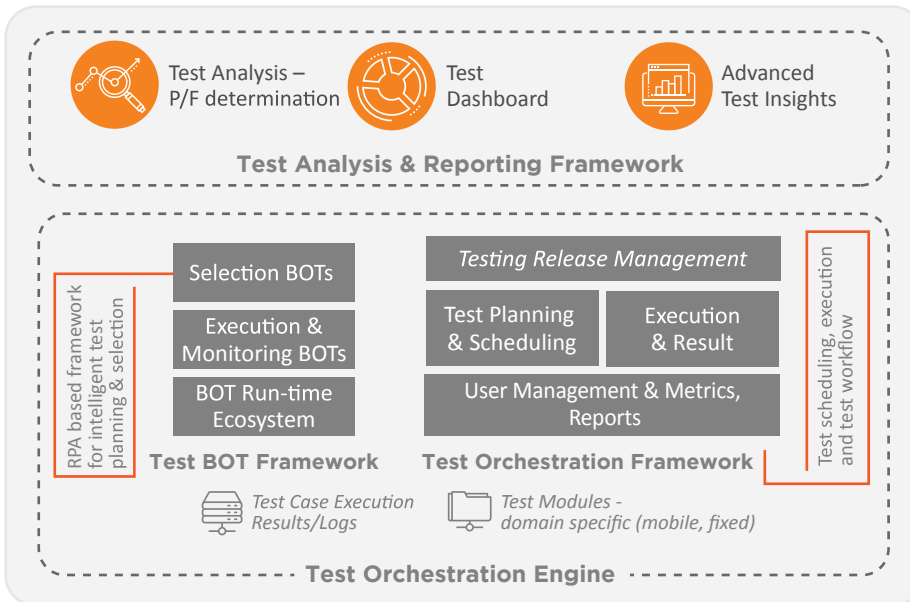 Test Analysis –
P/F determination
Test
Dashboard
Advanced
Test Insights
Test Analysis & Reporting Framework
RPA based framework
for intelligent test
planning & selection
Selection BOTs
Execution &
Monitoring BOTs
BOT Run-time
Ecosystem
Test BOT Framework
Testing Release Management
Test Planning
& Scheduling
Execution
& Result
User Management & Metrics,
Reports
Test Orchestration Framework
Test scheduling, execution
and test workflow
Test Case Execution
Results/Logs
Test Modules -
domain specific (mobile, fixed)
Test Orchestration Engine